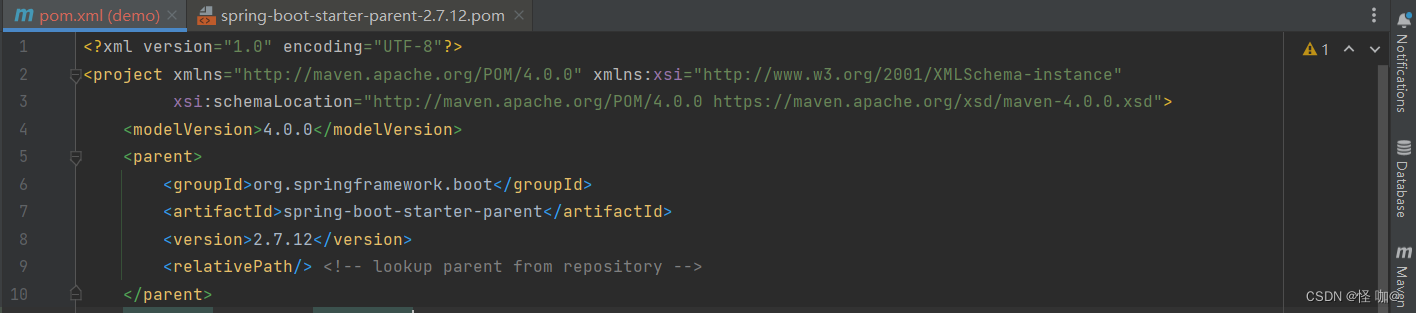 pom.xml (demo)
spring-boot-starter-parent-2.7.12.pom
1 <?xml version="1.0" encoding="UTF-8"?>
2 <project xmlns="http://maven.apache.org/POM/4.0.0" xmlns:xsi="http://www.w3.org/2001/XMLSchema-instance"
3 xsi:schemaLocation="http://maven.apache.org/POM/4.0.0 https://maven.apache.org/xsd/maven-4.0.0.xsd">
4 <modelVersion>4.0.0</modelVersion>
5 <parent>
6 <groupId>org.springframework.boot</groupId>
7 <artifactId>spring-boot-starter-parent</artifactId>
8 <version>2.7.12</version>
9 <relativePath/> <!-- lookup parent from repository -->
10 </parent>
1
Notifications
Database
m
Maven
CSDN @怪 咖@